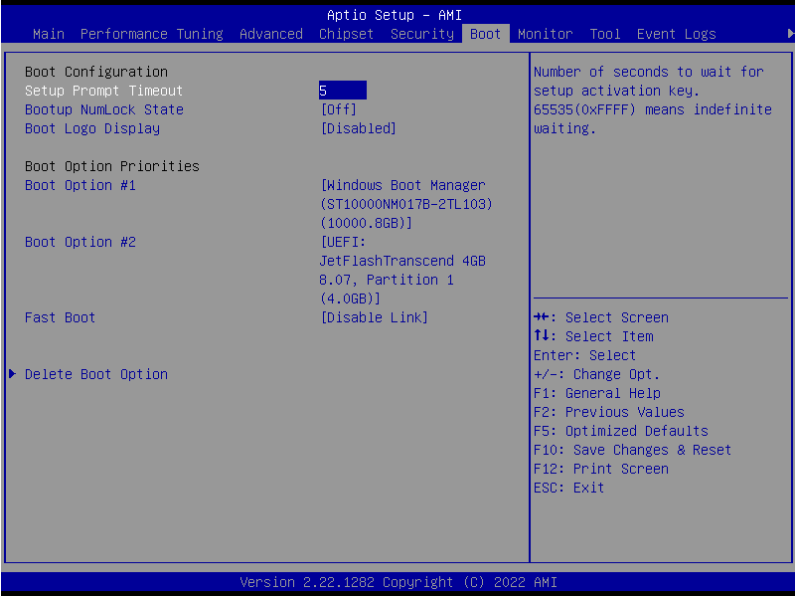 Aptio Setup – AMI
Main Performance Tuning Advanced Chipset Security Boot Monitor Tool Event Logs
Boot Configuration
Setup Prompt Timeout 5
Bootup NumLock State [Off]
Boot Logo Display [Disabled]
Boot Option Priorities
Boot Option #1 [Windows Boot Manager
(ST10000NM017B-2TL103)
(10000.8GB)]
Boot Option #2 [UEFI:
JetFlashTranscend 4GB
8.07, Partition 1
(4.0GB)]
Fast Boot [Disable Link]
Delete Boot Option
Number of seconds to wait for
setup activation key.
65535(0xFFFF) means indefinite
waiting.
→←: Select Screen
↑↓: Select Item
Enter: Select
+/-: Change Opt.
F1: General Help
F2: Previous Values
F5: Optimized Defaults
F10: Save Changes & Reset
F12: Print Screen
ESC: Exit
Version 2.22.1282 Copyright (C) 2022 AMI